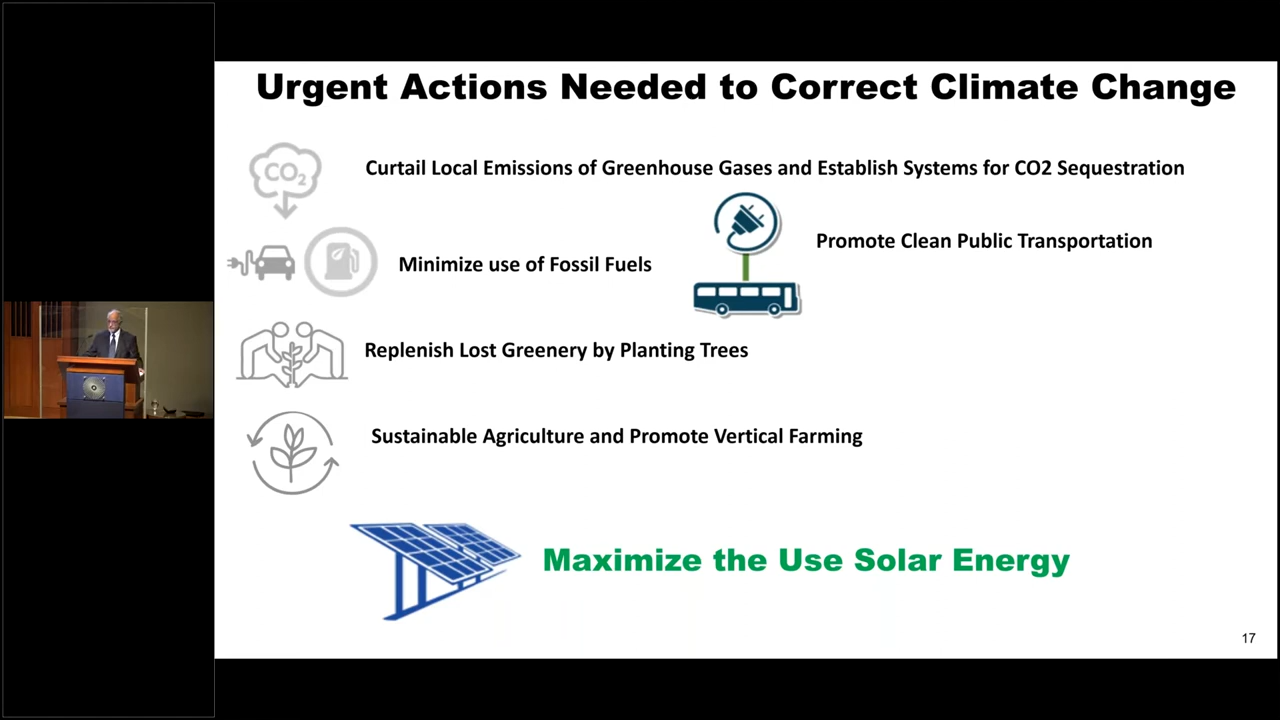 Urgent Actions Needed to Correct Climate Change
CO2
Curtail Local Emissions of Greenhouse Gases and Establish Systems for CO2 Sequestration
Promote Clean Public Transportation
Minimize use of Fossil Fuels
Replenish Lost Greenery by Planting Trees
Sustainable Agriculture and Promote Vertical Farming
Maximize the Use Solar Energy
17